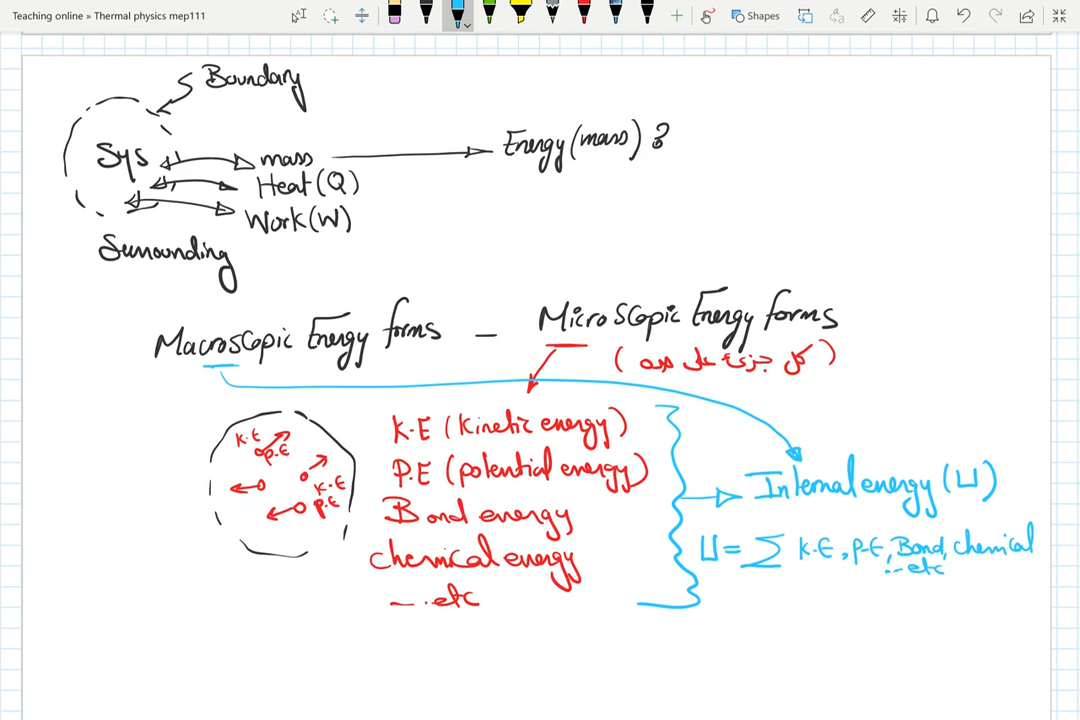 Teaching online » Thermal physics mep111
Shapes
Boundary
Sys
mass
Energy (mass) ?
Heat (Q)
Work (W)
Surrounding
Macroscopic Energy forms - Microscopic Energy forms
( كل جزئ على حده )
K.E
P.E
K.E
P.E
K.E (Kinetic energy)
P.E (potential energy)
Bond energy
chemical energy
....etc
Internal energy (U)
U = ∑ K.E, P.E, Bond, Chemical
...etc